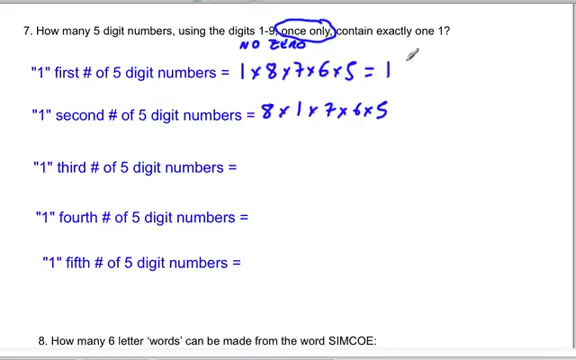 7. How many 5 digit numbers, using the digits 1-9, once only, contain exactly one 1?
NO ZERO
"1" first # of 5 digit numbers = 1 x 8 x 7 x 6 x 5 = 1
"1" second # of 5 digit numbers = 8 x 1 x 7 x 6 x 5
"1" third # of 5 digit numbers =
"1" fourth # of 5 digit numbers =
"1" fifth # of 5 digit numbers =
8. How many 6 letter 'words' can be made from the word SIMCOE: